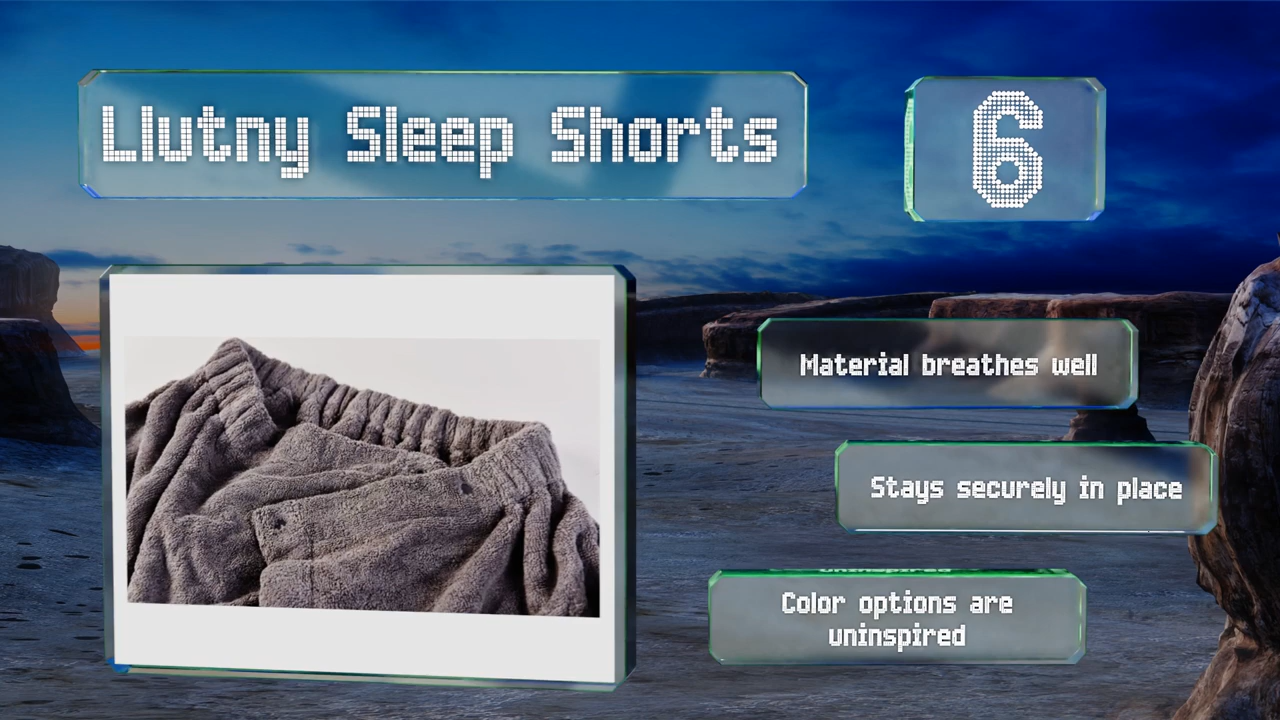 Llutny Sleep Shorts
6
Material breathes well
Stays securely in place
Color options are
uninspired